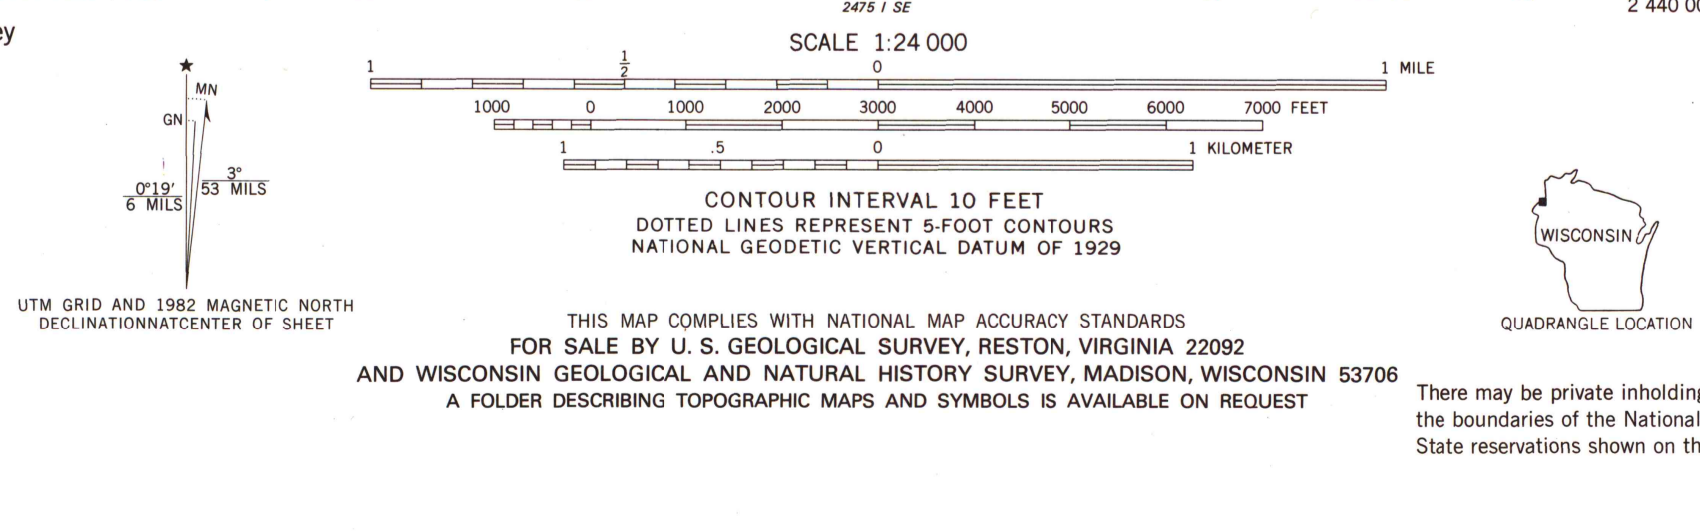 2475 I SE
2 440 00
ey
SCALE 1:24 000
1 1/2 0 1 MILE
1000 0 1000 2000 3000 4000 5000 6000 7000 FEET
1 .5 0 1 KILOMETER
★
MN
GN
3°
53 MILS
0°19'
6 MILS
UTM GRID AND 1982 MAGNETIC NORTH
DECLINATIONNATCENTER OF SHEET
CONTOUR INTERVAL 10 FEET
DOTTED LINES REPRESENT 5-FOOT CONTOURS
NATIONAL GEODETIC VERTICAL DATUM OF 1929
THIS MAP COMPLIES WITH NATIONAL MAP ACCURACY STANDARDS
FOR SALE BY U. S. GEOLOGICAL SURVEY, RESTON, VIRGINIA 22092
AND WISCONSIN GEOLOGICAL AND NATURAL HISTORY SURVEY, MADISON, WISCONSIN 53706
A FOLDER DESCRIBING TOPOGRAPHIC MAPS AND SYMBOLS IS AVAILABLE ON REQUEST
WISCONSIN
QUADRANGLE LOCATION
There may be private inholding
the boundaries of the National
State reservations shown on th